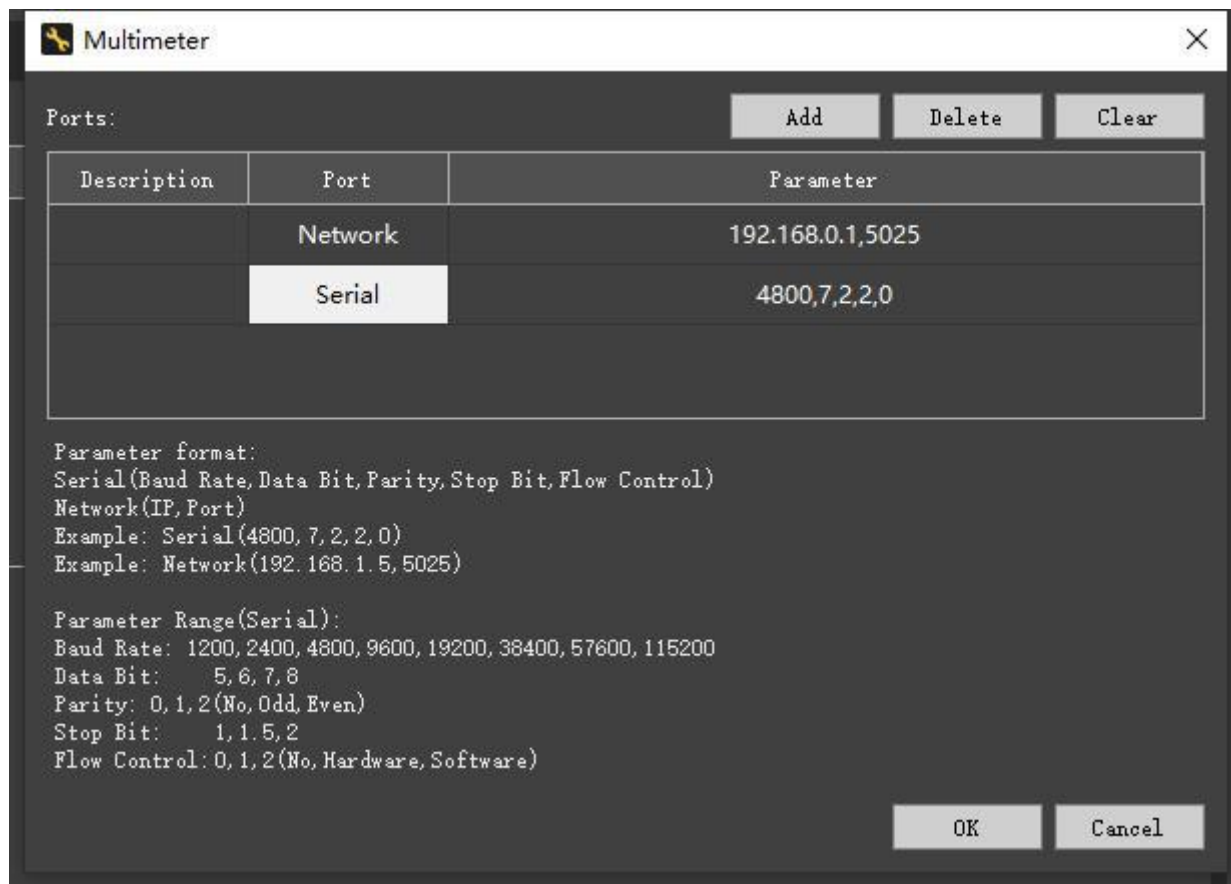 Multimeter
Ports:
Add Delete Clear
Description Port Parameter
Network 192.168.0.1,5025
Serial 4800,7,2,2,0
Parameter format:
Serial(Baud Rate,Data Bit,Parity,Stop Bit,Flow Control)
Network(IP,Port)
Example: Serial(4800,7,2,2,0)
Example: Network(192.168.1.5,5025)
Parameter Range(Serial):
Baud Rate: 1200,2400,4800,9600,19200,38400,57600,115200
Data Bit: 5,6,7,8
Parity: 0,1,2(No,Odd,Even)
Stop Bit: 1,1.5,2
Flow Control:0,1,2(No,Hardware,Software)
OK Cancel